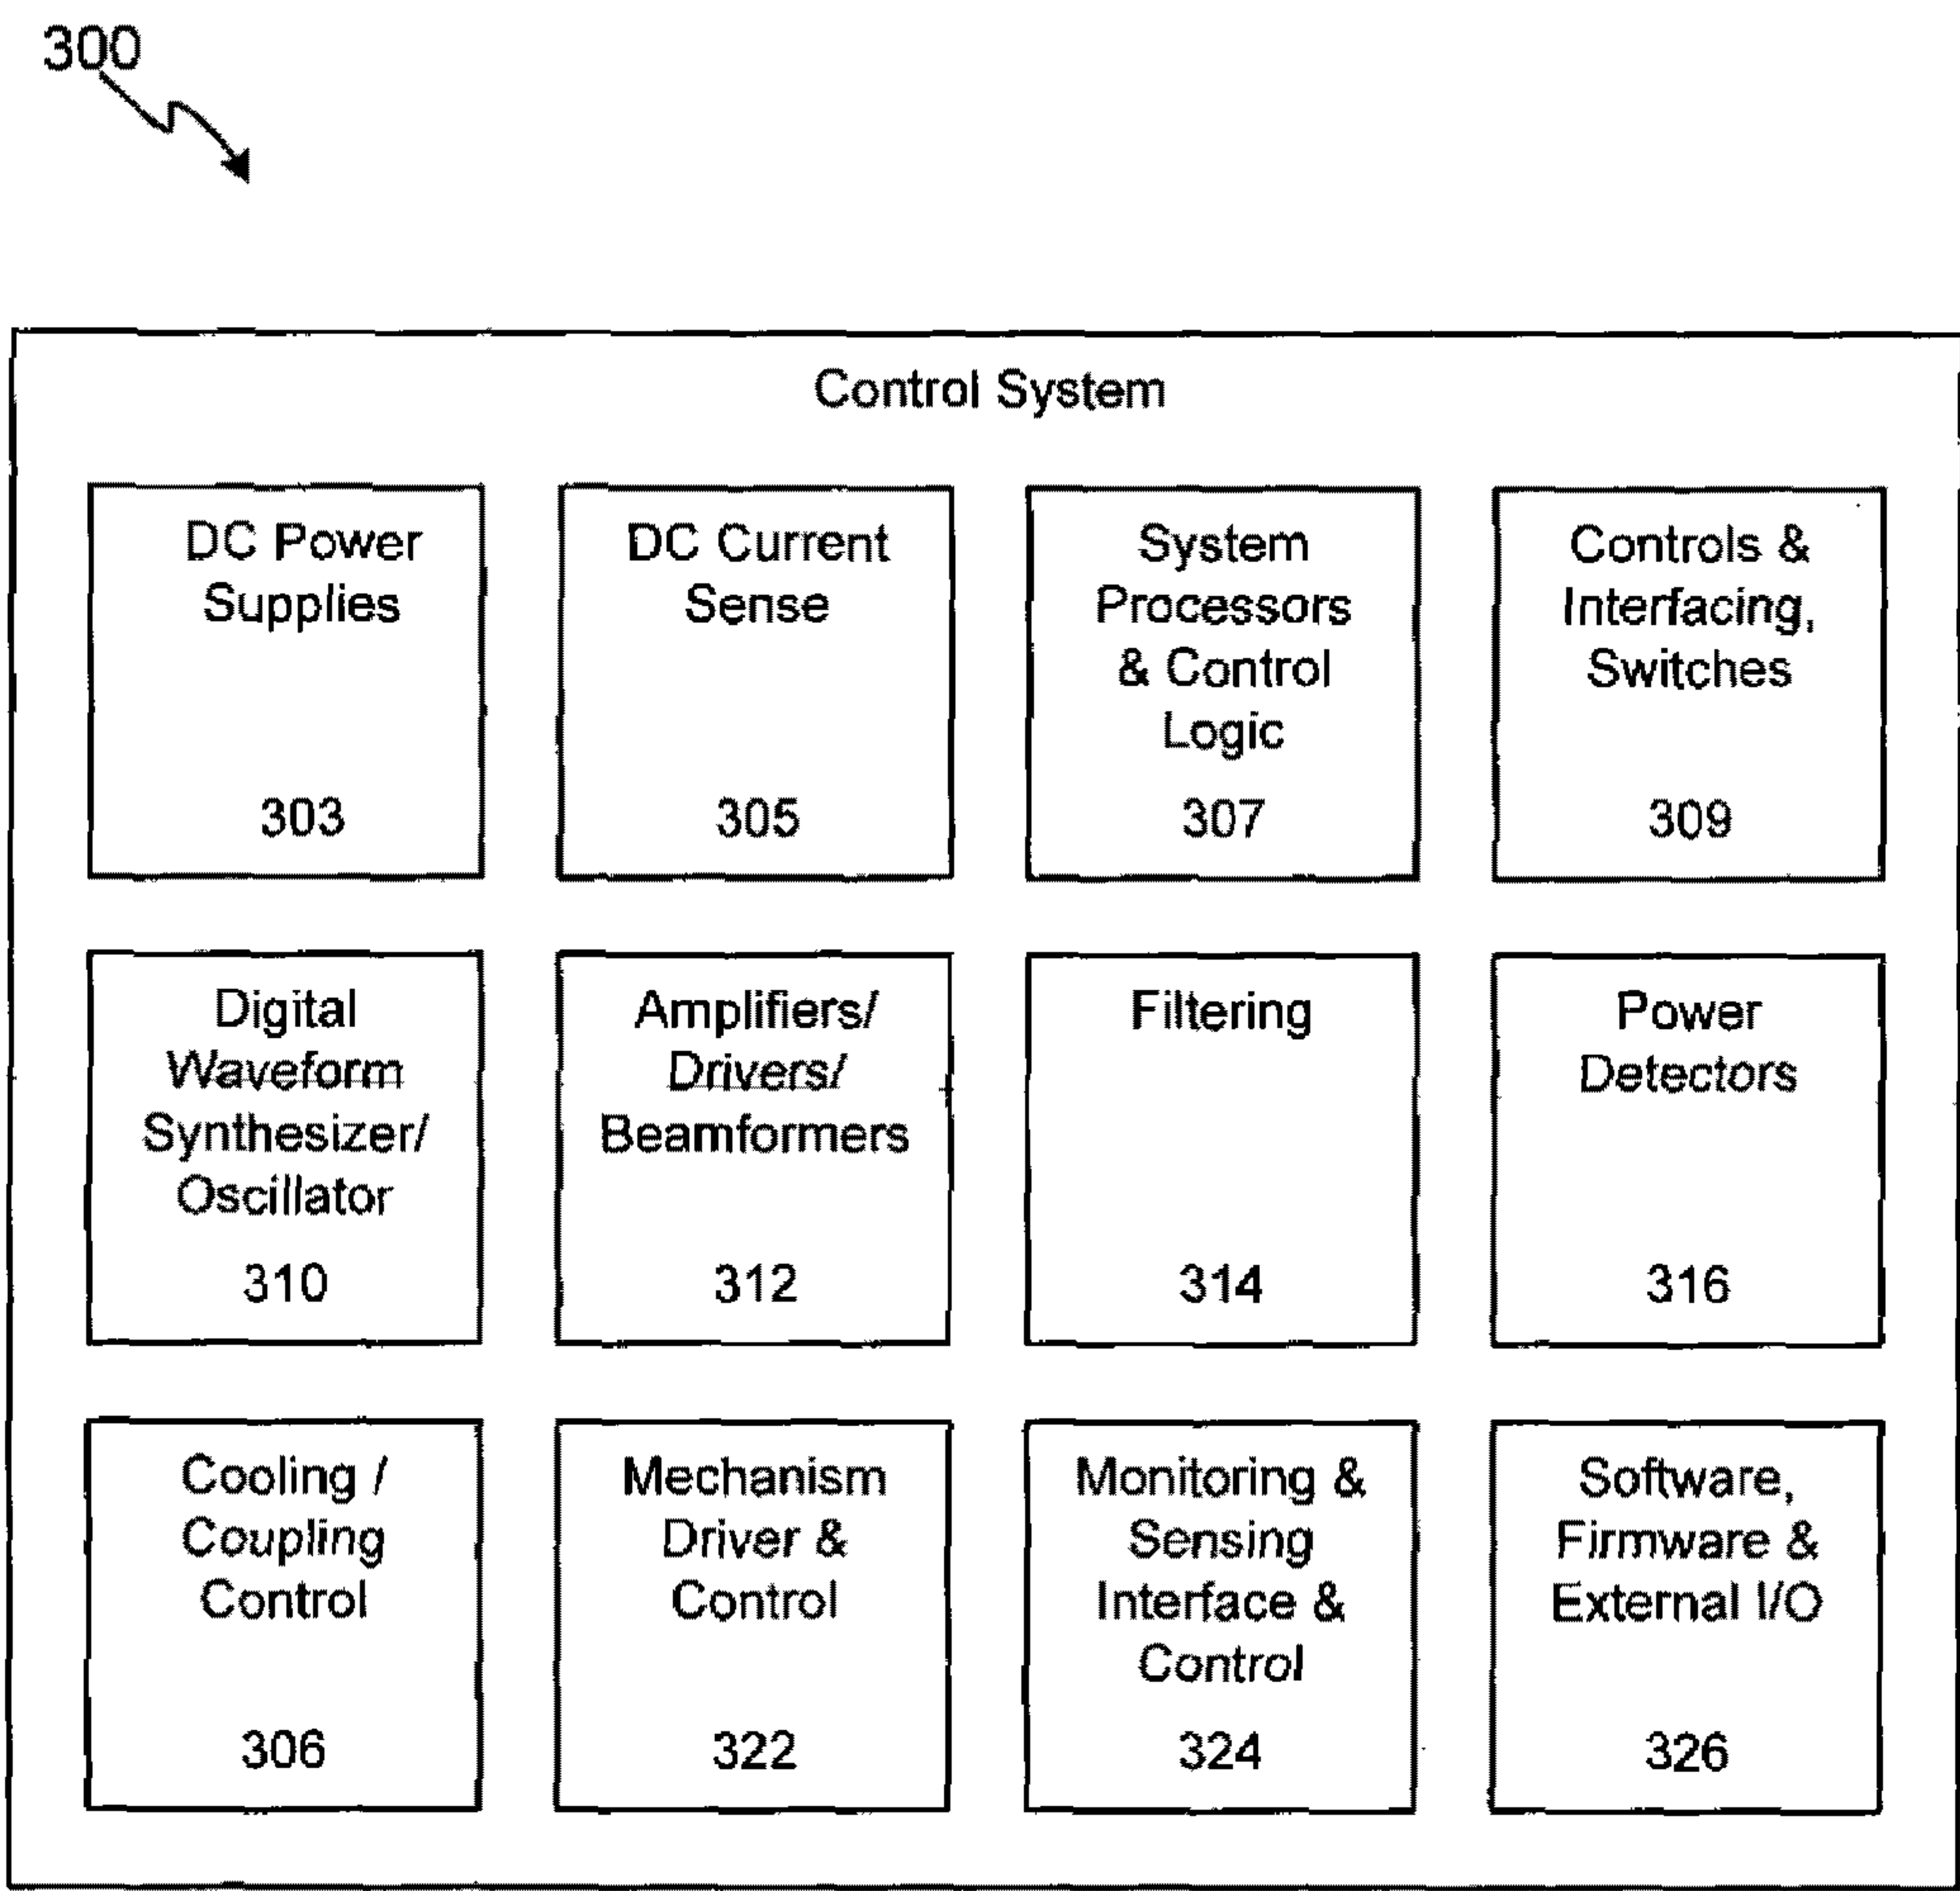 300
Control System
DC Power
Supplies
303
DC Current
Sense
305
System
Processors
& Control
Logic
307
Controls &
Interfacing,
Switches
309
Digital
Waveform
Synthesizer/
Oscillator
310
Amplifiers/
Drivers/
Beamformers
312
Filtering
314
Power
Detectors
316
Cooling /
Coupling
Control
306
Mechanism
Driver &
Control
322
Monitoring &
Sensing
Interface &
Control
324
Software,
Firmware &
External I/O
326